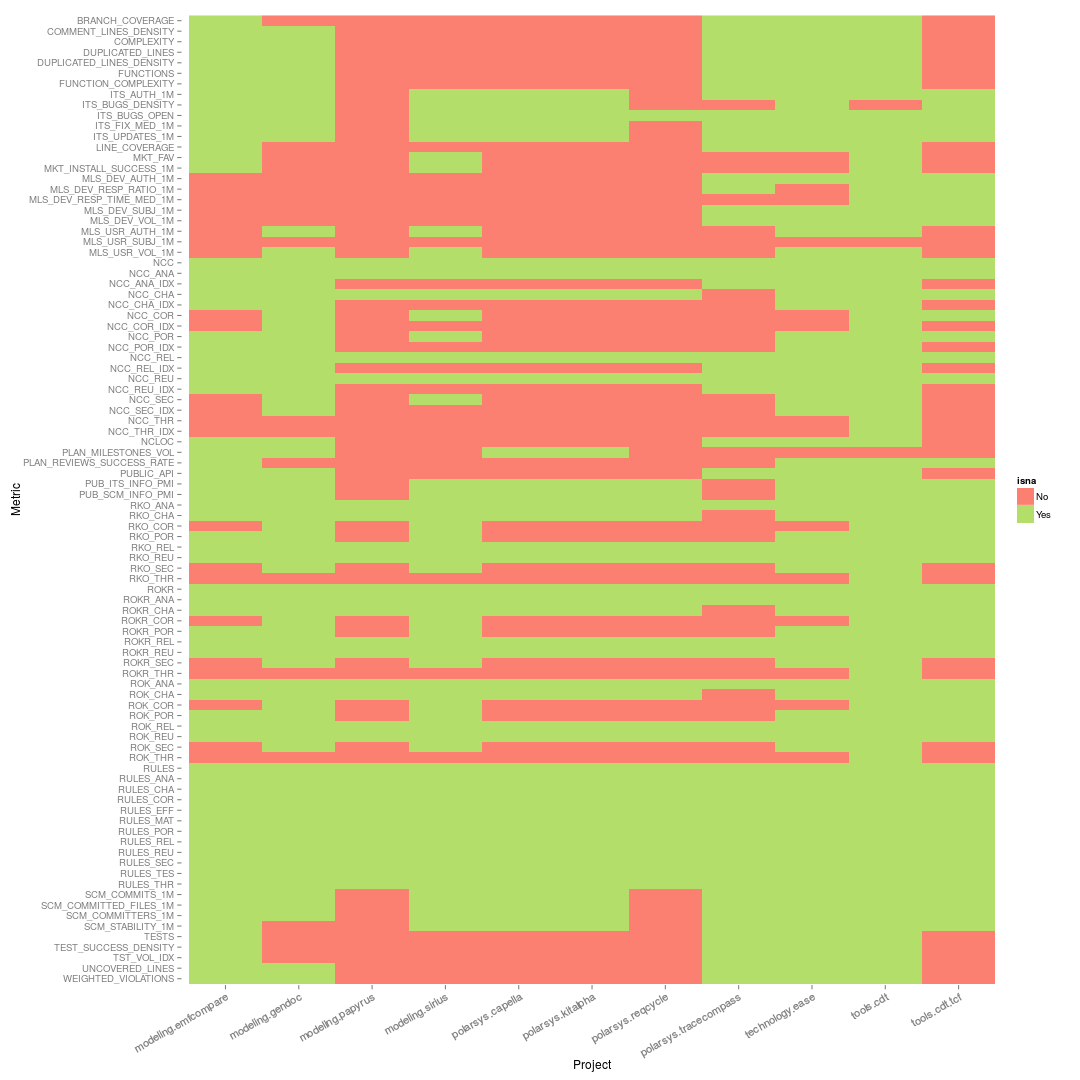 BRANCH_COVERAGE
COMMENT_LINES_DENSITY
COMPLEXITY
DUPLICATED_LINES
DUPLICATED_LINES_DENSITY
FUNCTIONS
FUNCTION_COMPLEXITY
ITS_AUTH_1M
ITS_BUGS_DENSITY
ITS_BUGS_OPEN
ITS_FIX_MED_1M
ITS_UPDATES_1M
LINE_COVERAGE
MKT_FAV
MKT_INSTALL_SUCCESS_1M
MLS_DEV_AUTH_1M
MLS_DEV_RESP_RATIO_1M
MLS_DEV_RESP_TIME_MED_1M
MLS_DEV_SUBJ_1M
MLS_DEV_VOL_1M
MLS_USR_AUTH_1M
MLS_USR_SUBJ_1M
MLS_USR_VOL_1M
NCC
NCC_ANA
NCC_ANA_IDX
NCC_CHA
NCC_CHA_IDX
NCC_COR
NCC_COR_IDX
NCC_POR
NCC_POR_IDX
NCC_REL
NCC_REL_IDX
NCC_REU
NCC_REU_IDX
NCC_SEC
NCC_SEC_IDX
NCC_THR
NCC_THR_IDX
NCLOC
PLAN_MILESTONES_VOL
PLAN_REVIEWS_SUCCESS_RATE
PUBLIC_API
PUB_ITS_INFO_PMI
PUB_SCM_INFO_PMI
RKO_ANA
RKO_CHA
RKO_COR
RKO_POR
RKO_REL
RKO_REU
RKO_SEC
RKO_THR
ROKR
ROKR_ANA
ROKR_CHA
ROKR_COR
ROKR_POR
ROKR_REL
ROKR_REU
ROKR_SEC
ROKR_THR
ROK_ANA
ROK_CHA
ROK_COR
ROK_POR
ROK_REL
ROK_REU
ROK_SEC
ROK_THR
RULES
RULES_ANA
RULES_CHA
RULES_COR
RULES_EFF
RULES_MAT
RULES_POR
RULES_REL
RULES_REU
RULES_SEC
RULES_TES
RULES_THR
SCM_COMMITS_1M
SCM_COMMITTED_FILES_1M
SCM_COMMITTERS_1M
SCM_STABILITY_1M
TESTS
TEST_SUCCESS_DENSITY
TST_VOL_IDX
UNCOVERED_LINES
WEIGHTED_VIOLATIONS
Metric
modeling.emfcompare
modeling.gendoc
modeling.papyrus
modeling.sirius
polarsys.capella
polarsys.kitalpha
polarsys.reqcycle
polarsys.tracecompass
technology.ease
tools.cdt
tools.cdt.tcf
Project
isna
No
Yes